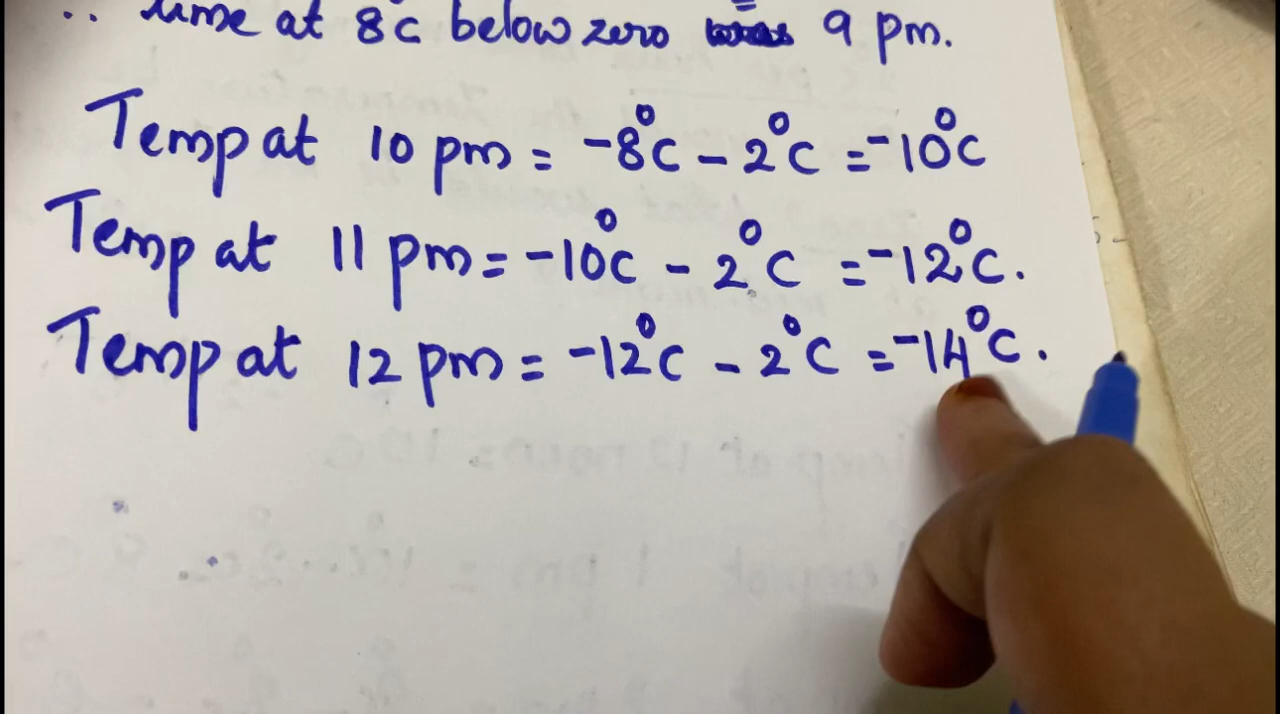 ∴ time at 8°C below zero 9 pm.
Temp at 10 pm = -8°C - 2°C = -10°C
Temp at 11 pm = -10°C - 2°C = -12°C.
Temp at 12 pm = -12°C - 2°C = -14°C.